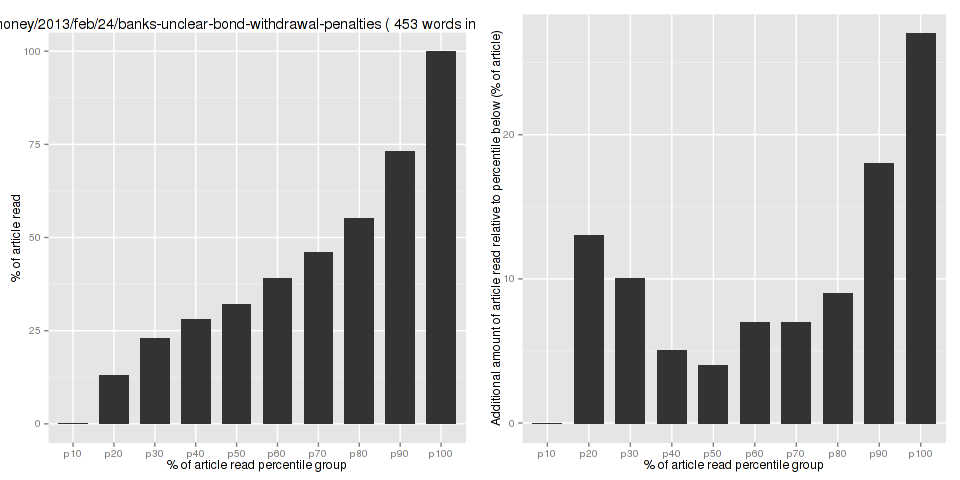 money/2013/feb/24/banks-unclear-bond-withdrawal-penalties ( 453 words in
100
75
50
25
0
% of article read
p10 p20 p30 p40 p50 p60 p70 p80 p90 p100
% of article read percentile group
20
10
0
Additional amount of article read relative to percentile below (% of article)
p10 p20 p30 p40 p50 p60 p70 p80 p90 p100
% of article read percentile group